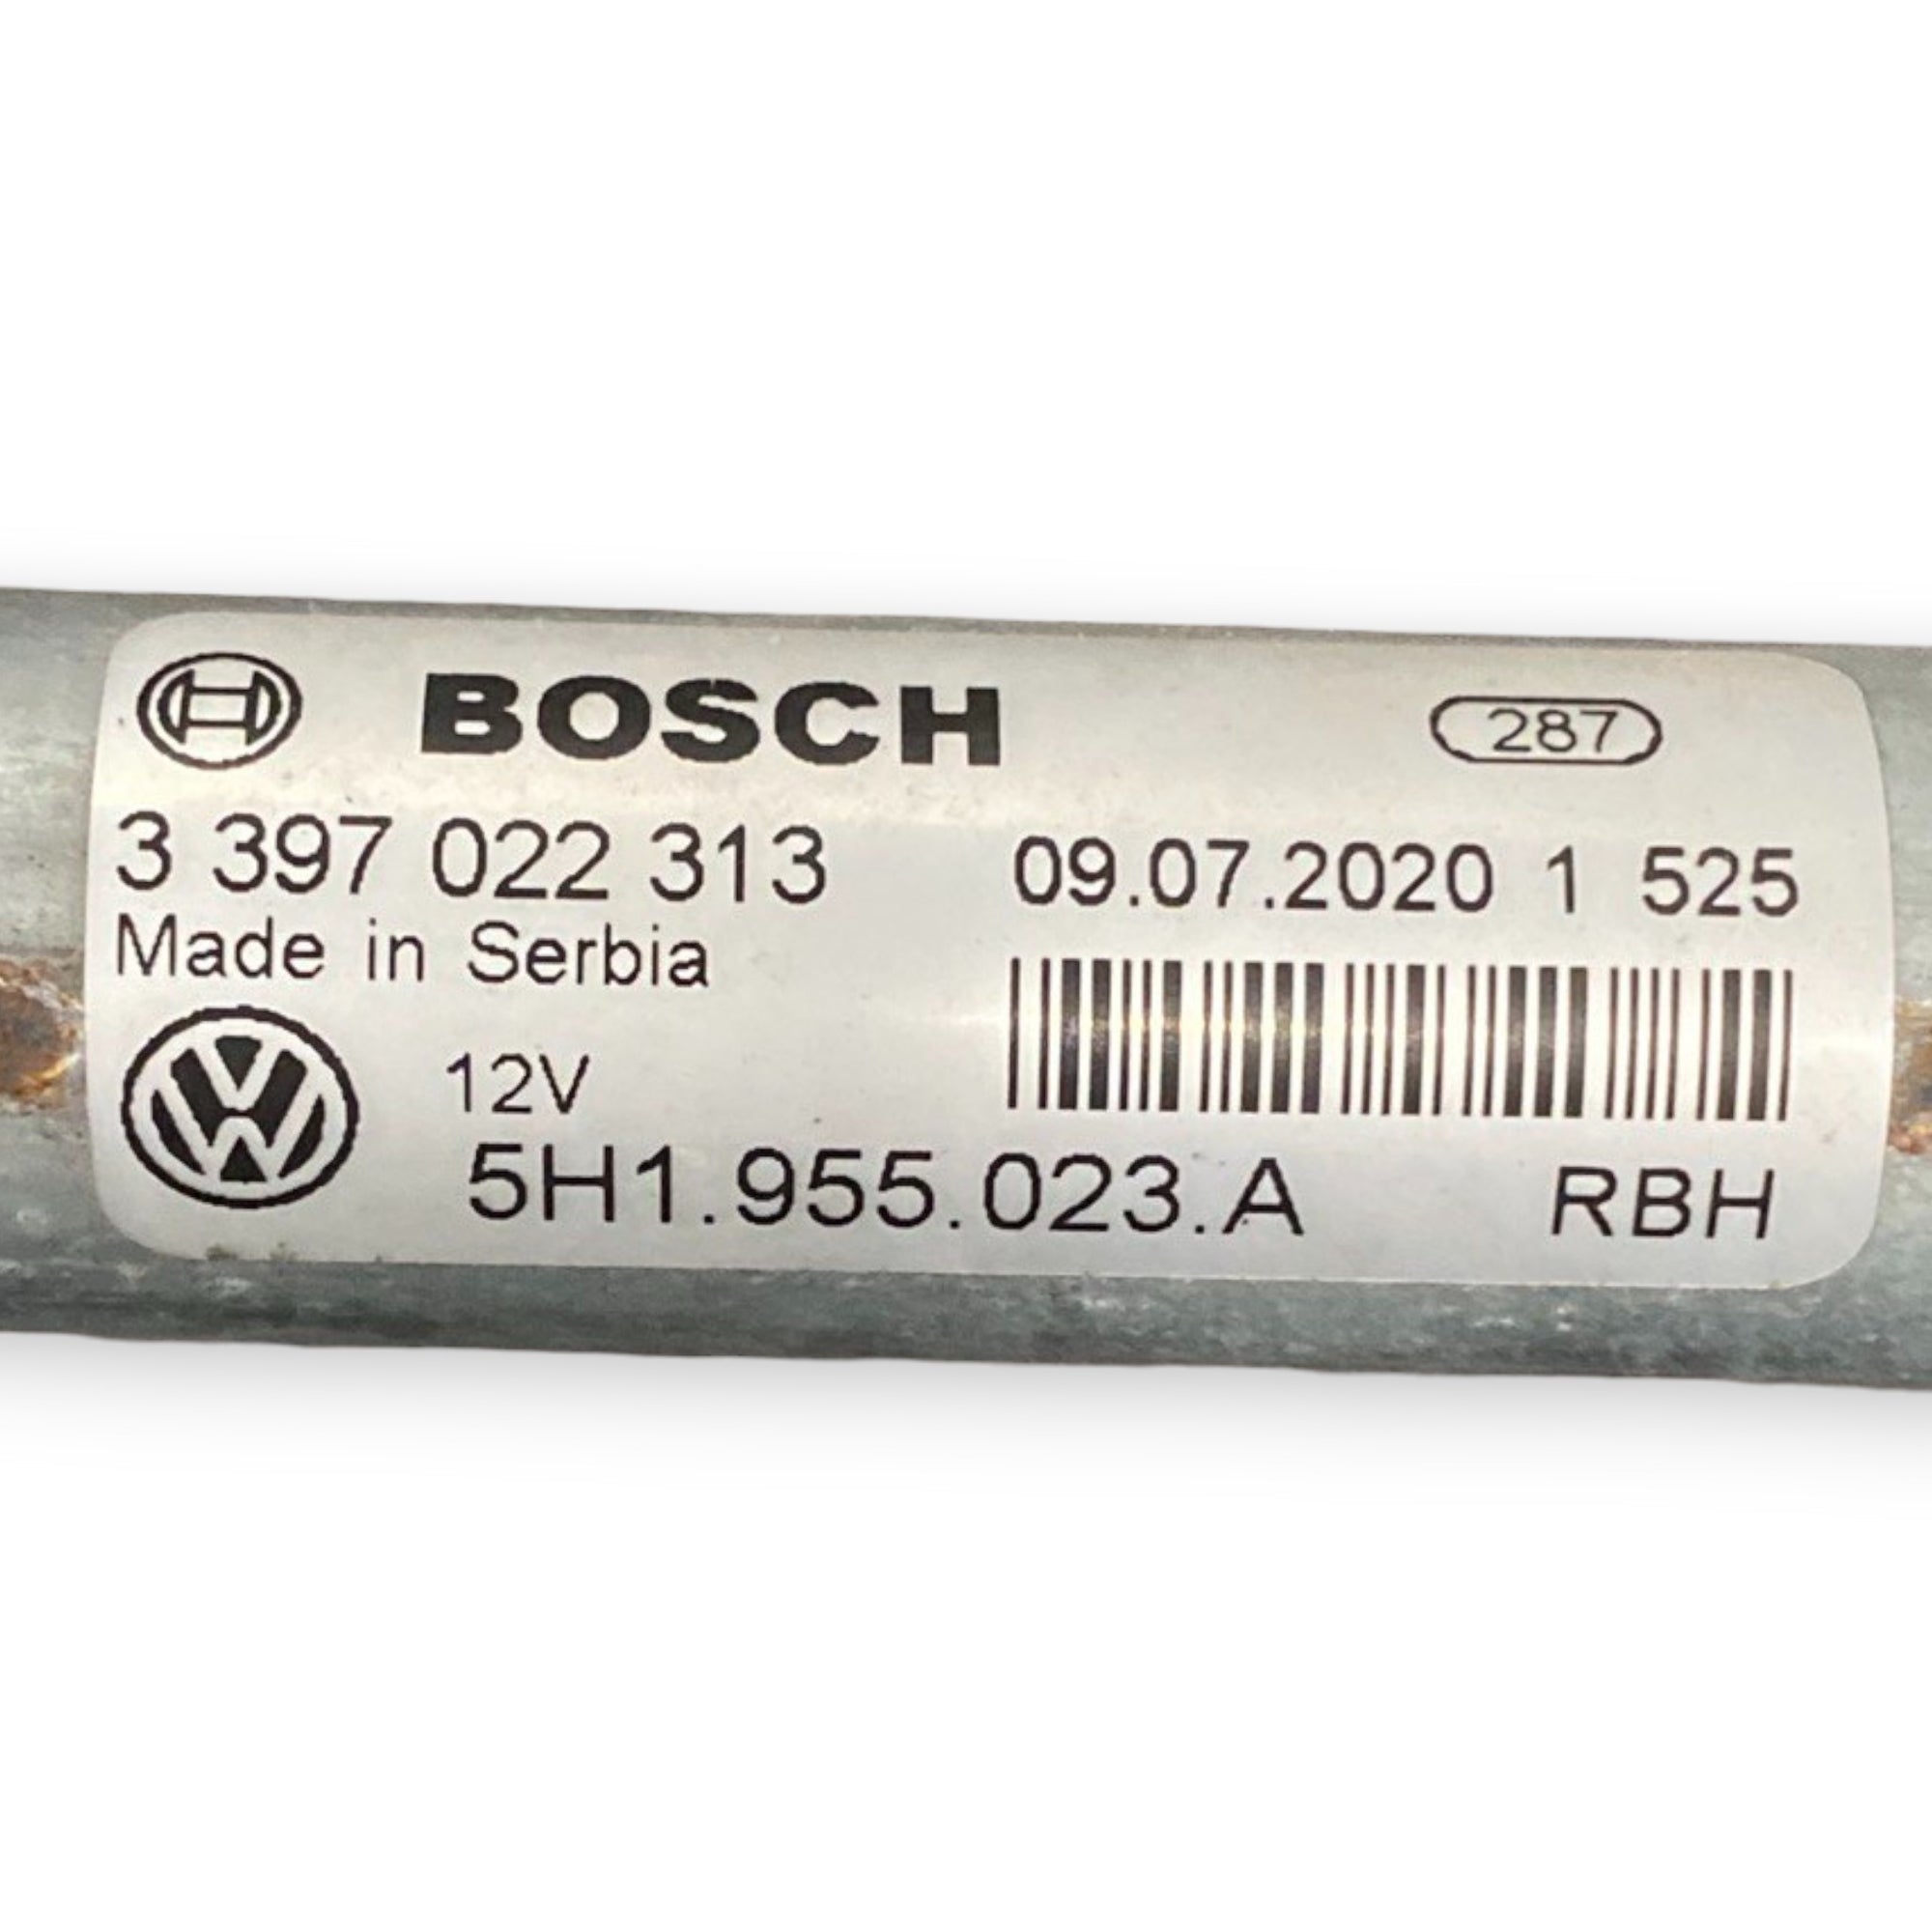 BOSCH 287
3 397 022 313 09.07.2020 1 525
Made in Serbia
12V
5H1.955.023.A RBH